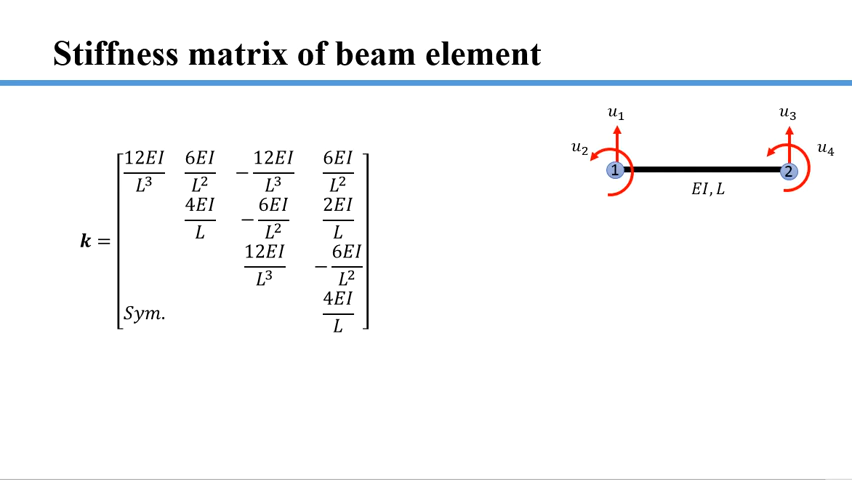 Stiffness matrix of beam element
u₁ u₃
u₂ u₄
1 2
EI, L
k = [12EI/L³ 6EI/L² −12EI/L³ 6EI/L²
4EI/L −6EI/L² 2EI/L
12EI/L³ −6EI/L²
Sym. 4EI/L]